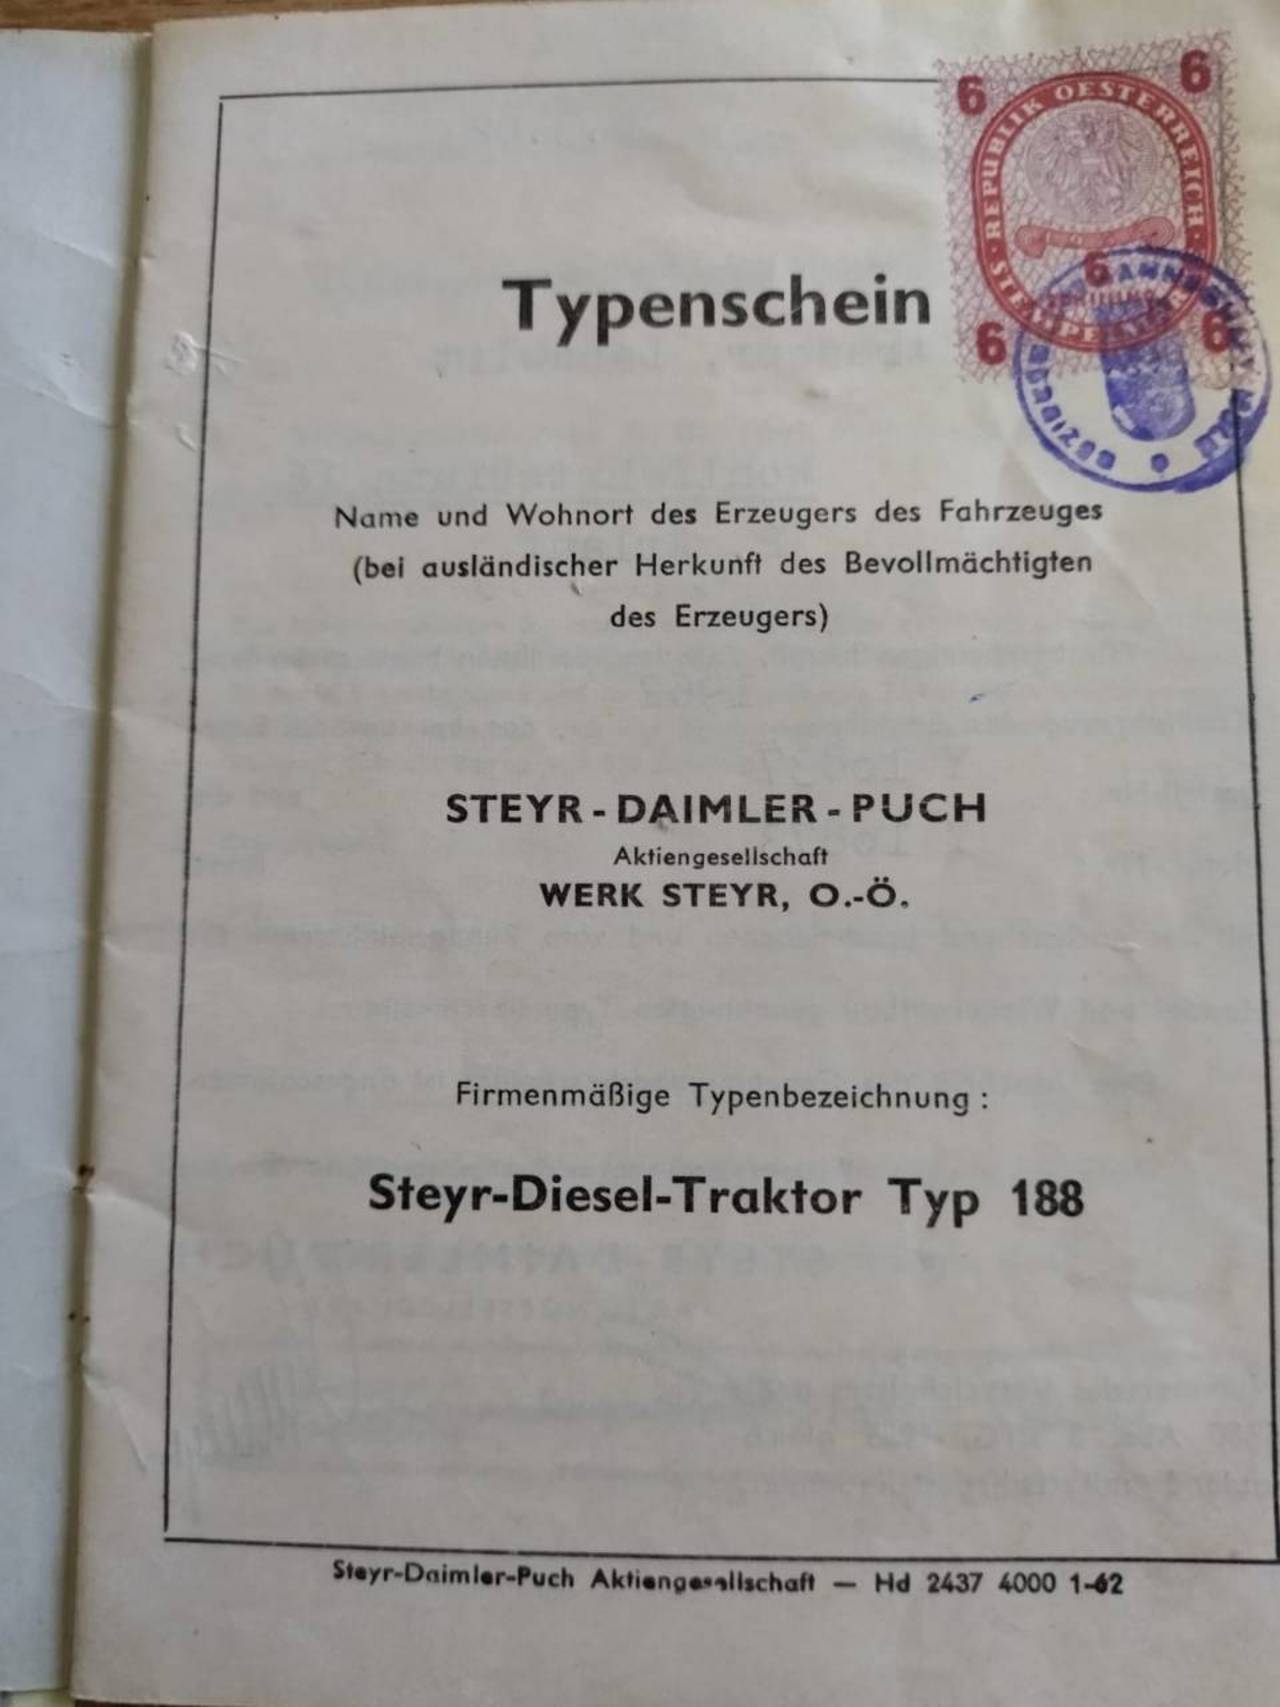 6 6
REPUBLIK OESTERREICH
6
6 6
Typenschein
Name und Wohnort des Erzeugers des Fahrzeuges
(bei ausländischer Herkunft des Bevollmächtigten
des Erzeugers)
STEYR - DAIMLER - PUCH
Aktiengesellschaft
WERK STEYR, O.-Ö.
Firmenmäßige Typenbezeichnung :
Steyr-Diesel-Traktor Typ 188
Steyr-Daimler-Puch Aktiengesellschaft — Hd 2437 4000 1-62